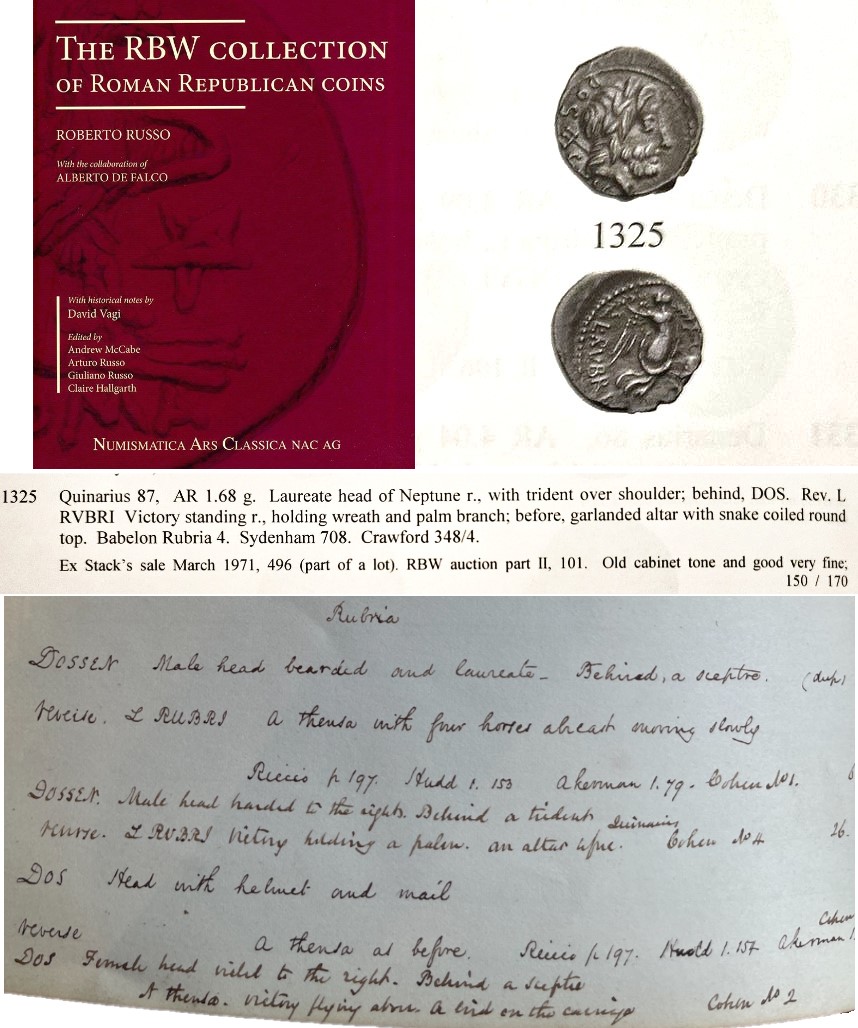 THE RBW COLLECTION
OF ROMAN REPUBLICAN COINS
ROBERTO RUSSO
With the collaboration of
ALBERTO DE FALCO
With historical notes by
David Vagi
Edited by
Andrew McCabe
Arturo Russo
Giuliano Russo
Claire Hallgarth
NUMISMATICA ARS CLASSICA NAC AG
1325
1325 Quinarius 87, AR 1.68 g. Laureate head of Neptune r., with trident over shoulder; behind, DOS. Rev. L
RVBRI Victory standing r., holding wreath and palm branch; before, garlanded altar with snake coiled round
top. Babelon Rubria 4. Sydenham 708. Crawford 348/4.
Ex Stack's sale March 1971, 496 (part of a lot). RBW auction part II, 101. Old cabinet tone and good very fine;
150 / 170
Rubria
DOSSEN Male head bearded and laureate - Behind, a sceptre. (dup)
reverse. L RUBRI A thensa with four horses abreast moving slowly
Riccio p 197. 1. 153 Akerman 1. 79. Cohen No 1.
DOSSEN. Male head to the right. Behind a trident Quinarius
reverse. L RVBRI Victory holding a palm. an altar Cohen No 4 26.
DOS Head with helmet and mail
reverse A thensa as before. Riccio p 197. 1. 157 Akerman 1. Cohen
DOS Female head to the right. Behind a
A thensa. Victory flying above. A bird on the Cohen No 2